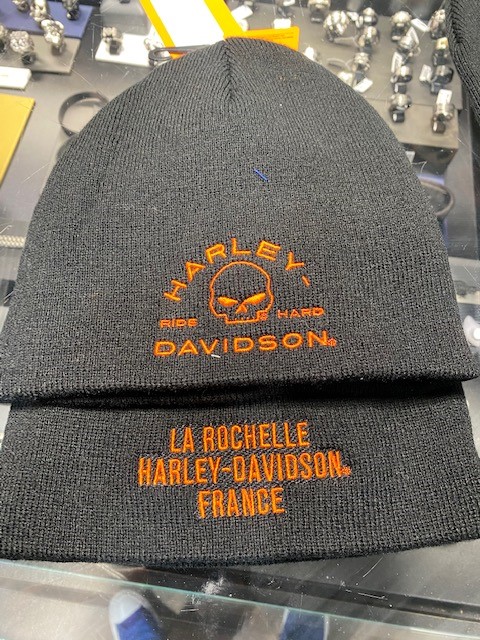 HARLEY-
RIDE HARD
DAVIDSON®
LA ROCHELLE
HARLEY-DAVIDSON®
FRANCE